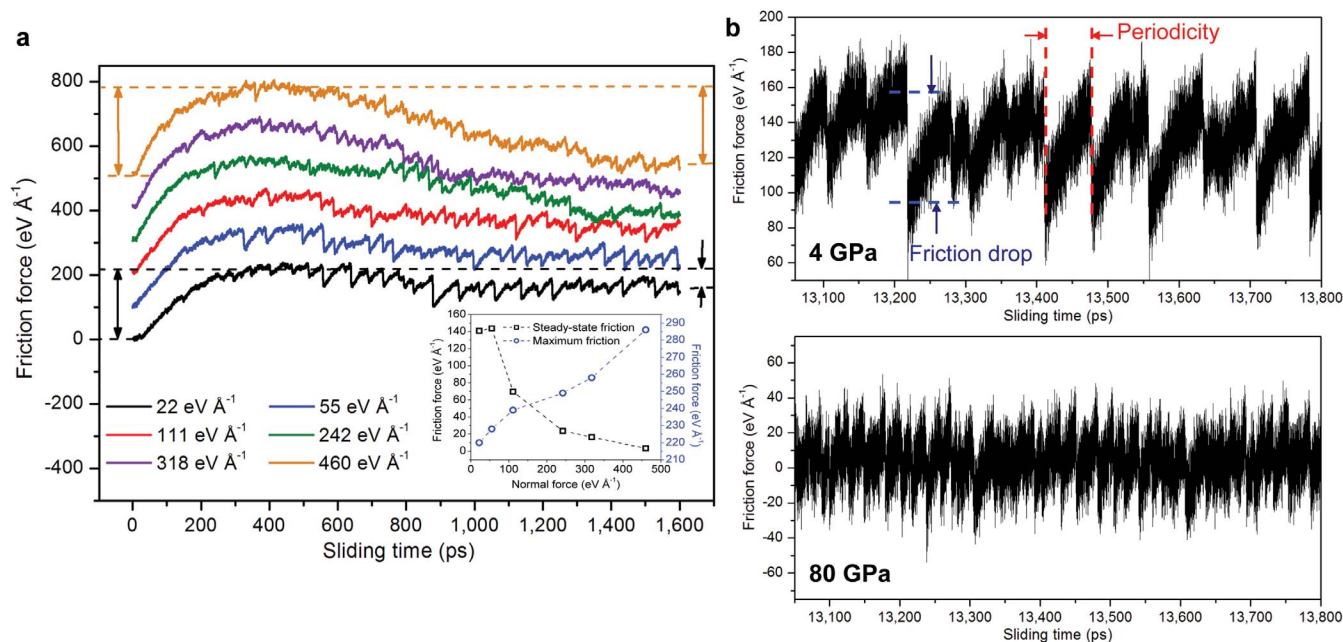 a
800
600
400
200
0
-200
-400
Friction force (eV Å⁻¹)
0 200 400 600 800 1,000 1,200 1,400 1,600
Sliding time (ps)
22 eV Å⁻¹
55 eV Å⁻¹
111 eV Å⁻¹
242 eV Å⁻¹
318 eV Å⁻¹
460 eV Å⁻¹
160
140
120
100
80
60
40
20
0
Friction force (eV Å⁻¹)
Steady-state friction
Maximum friction
290
280
270
260
250
240
230
220
210
Friction force (eV Å⁻¹)
0 100 200 300 400 500
Normal force (eV Å⁻¹)
b
200
180
160
140
120
100
80
60
Friction force (eV Å⁻¹)
Periodicity
Friction drop
4 GPa
13,100 13,200 13,300 13,400 13,500 13,600 13,700 13,800
Sliding time (ps)
80
60
40
20
0
-20
-40
-60
Friction force (eV Å⁻¹)
80 GPa
13,100 13,200 13,300 13,400 13,500 13,600 13,700 13,800
Sliding time (ps)